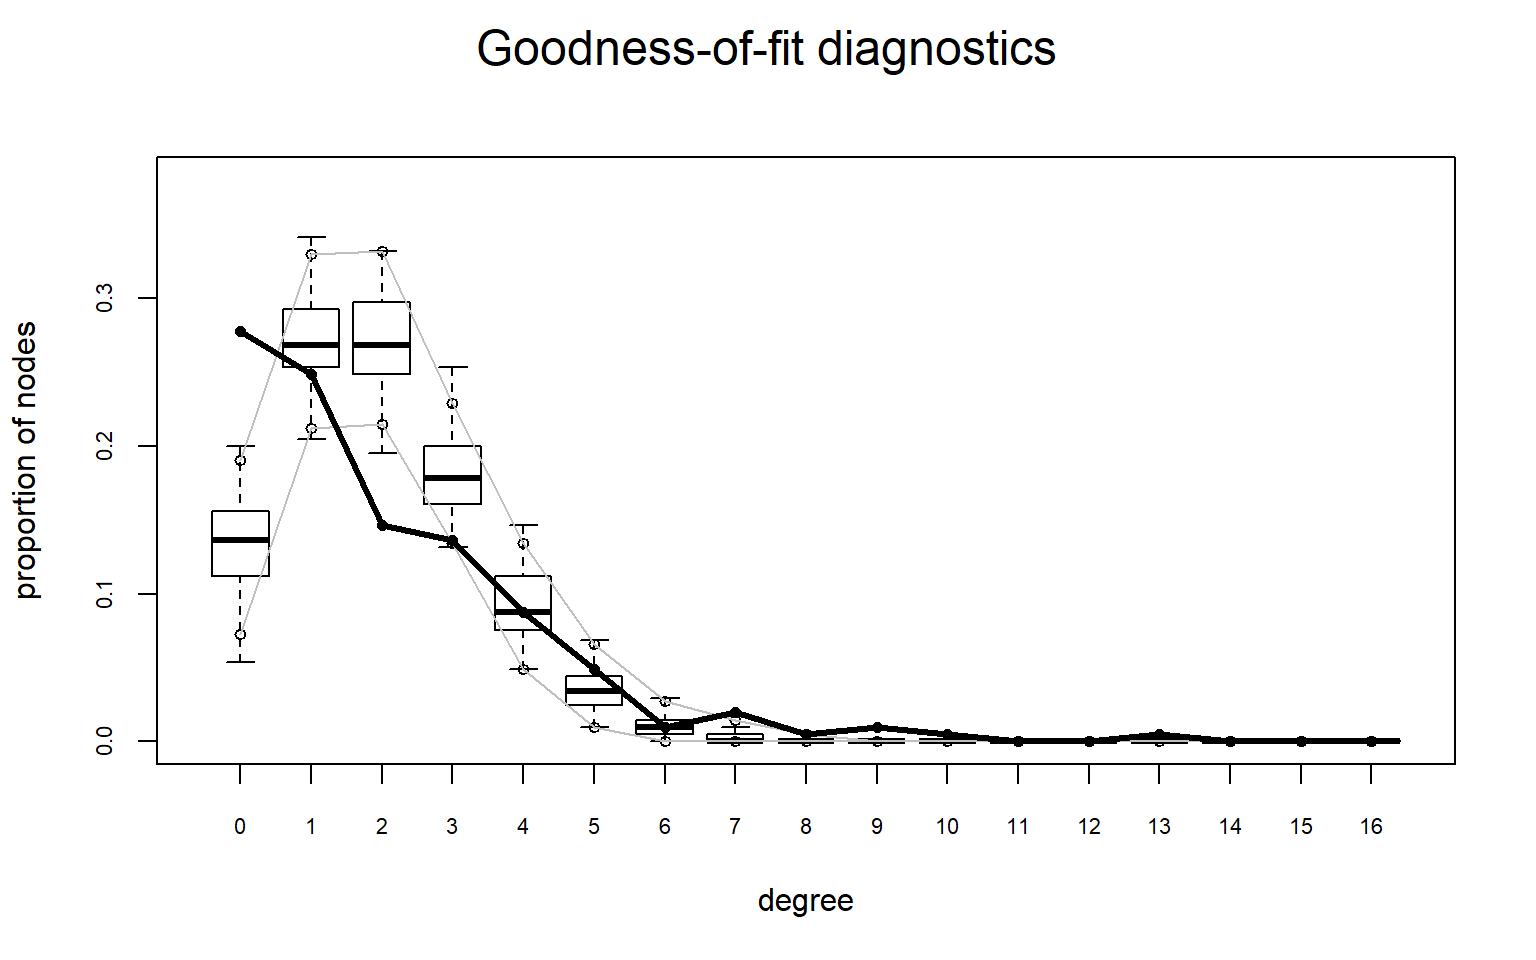 Goodness-of-fit diagnostics
proportion of nodes
0.3
0.2
0.1
0.0
0 1 2 3 4 5 6 7 8 9 10 11 12 13 14 15 16
degree